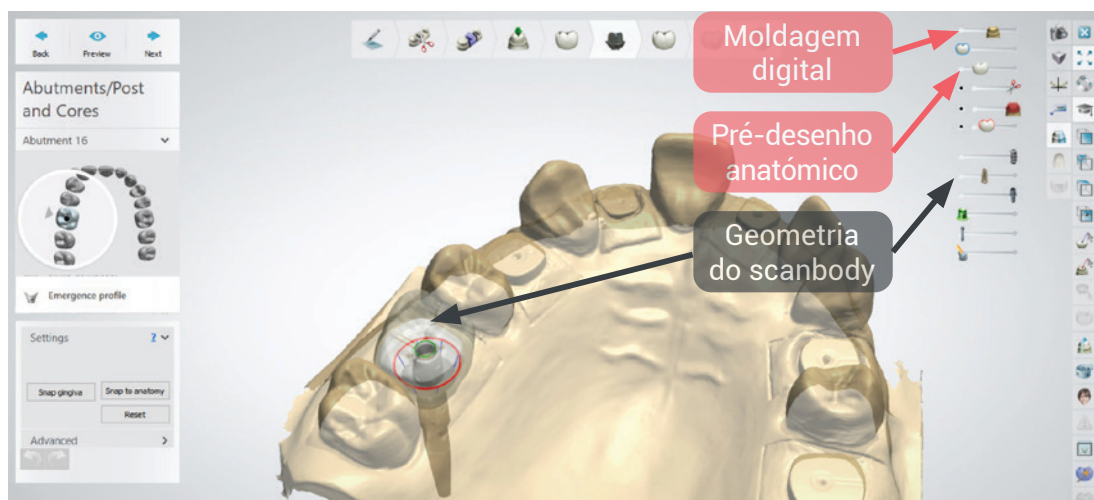 Back
Preview
Next
Abutments/Post
and Cores
Abutment 16
Emergence profile
Settings
?
Snap gingiva
Snap to anatomy
Reset
Advanced
Moldagem
digital
Pré-desenho
anatómico
Geometria
do scanbody